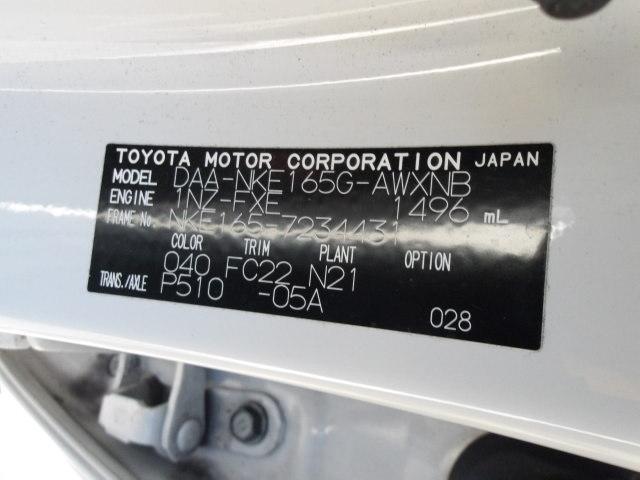 TOYOTA MOTOR CORPORATION JAPAN
MODEL DAA-NKE165G-AWXNB
ENGINE 1NZ-FXE 1496 mL
FRAME No. NKE165-7234431
COLOR TRIM PLANT OPTION
040 FC22 N21
TRANS./AXLE P510 -05A
028